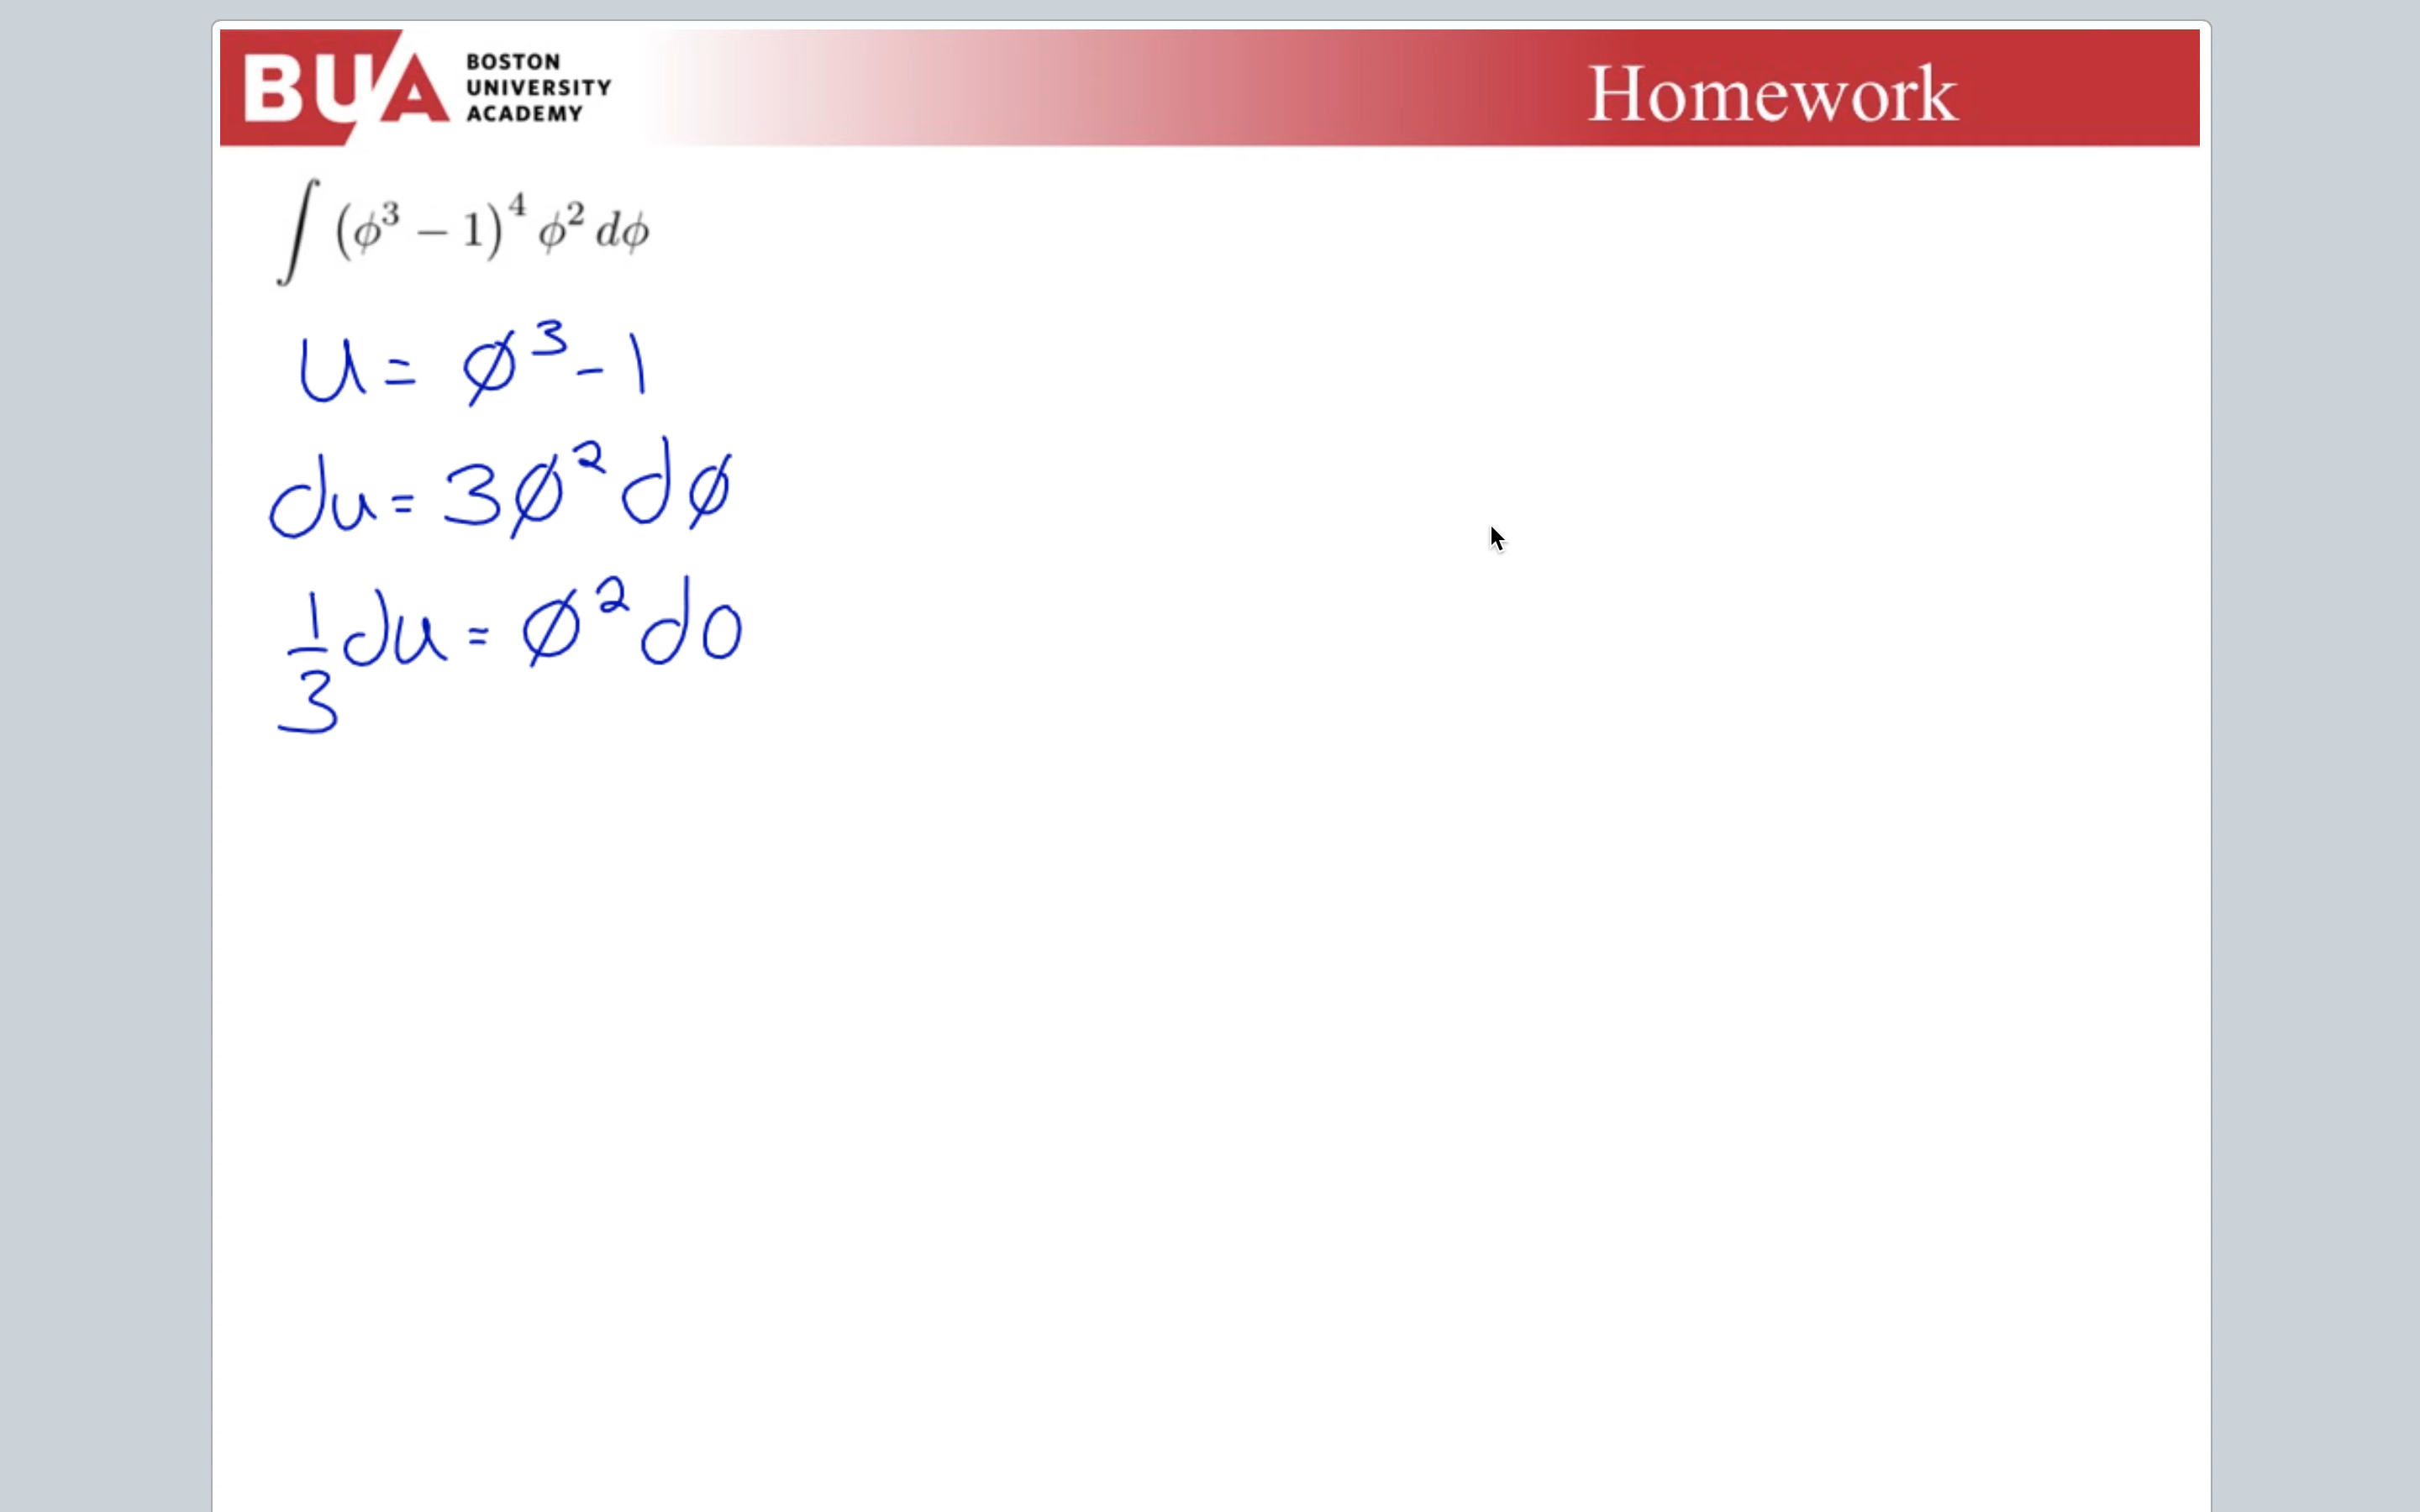 BUA BOSTON UNIVERSITY ACADEMY Homework
∫ (ϕ³ − 1)⁴ ϕ² dϕ
u = ϕ³ - 1
du = 3ϕ² dϕ
1/3 du = ϕ² d0